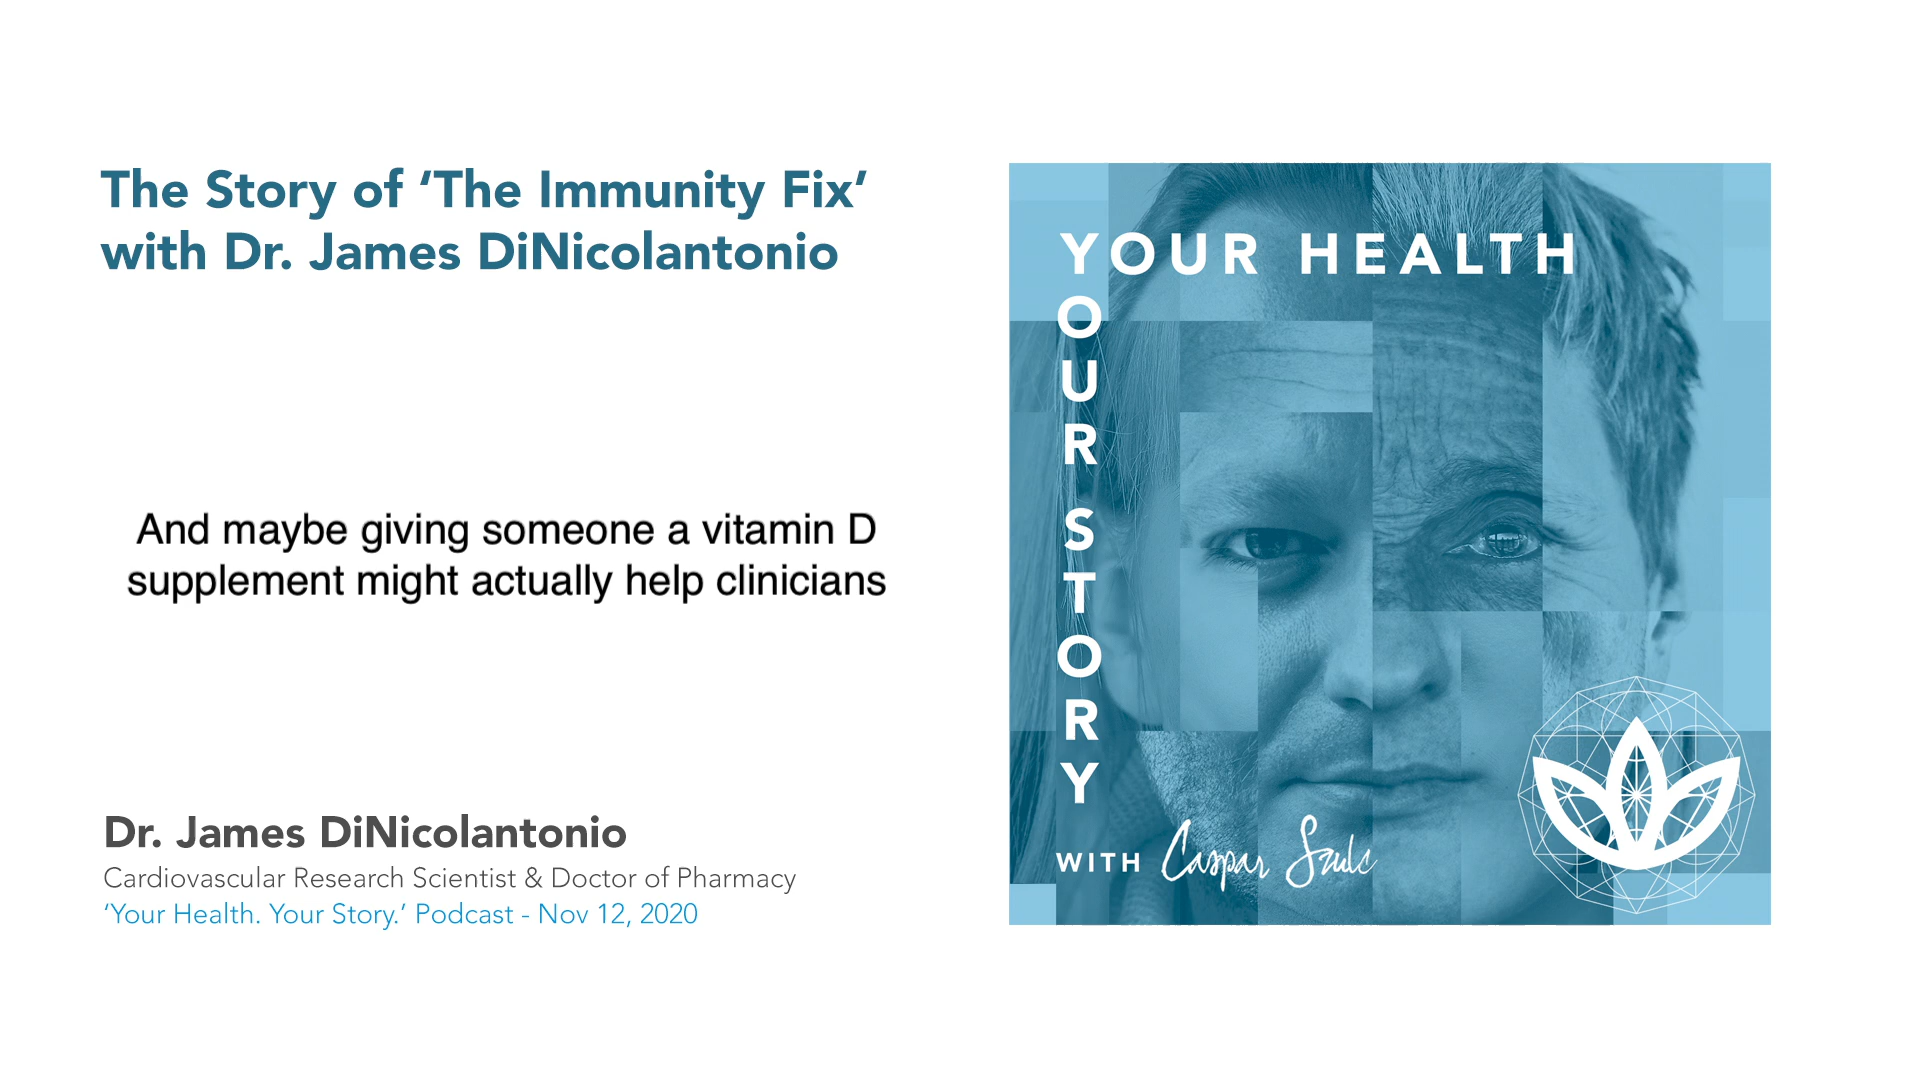 The Story of ‘The Immunity Fix’
with Dr. James DiNicolantonio
And maybe giving someone a vitamin D
supplement might actually help clinicians
Dr. James DiNicolantonio
Cardiovascular Research Scientist & Doctor of Pharmacy
‘Your Health. Your Story.’ Podcast - Nov 12, 2020
YOUR HEALTH
YOUR STORY
WITH Caspar Szulc